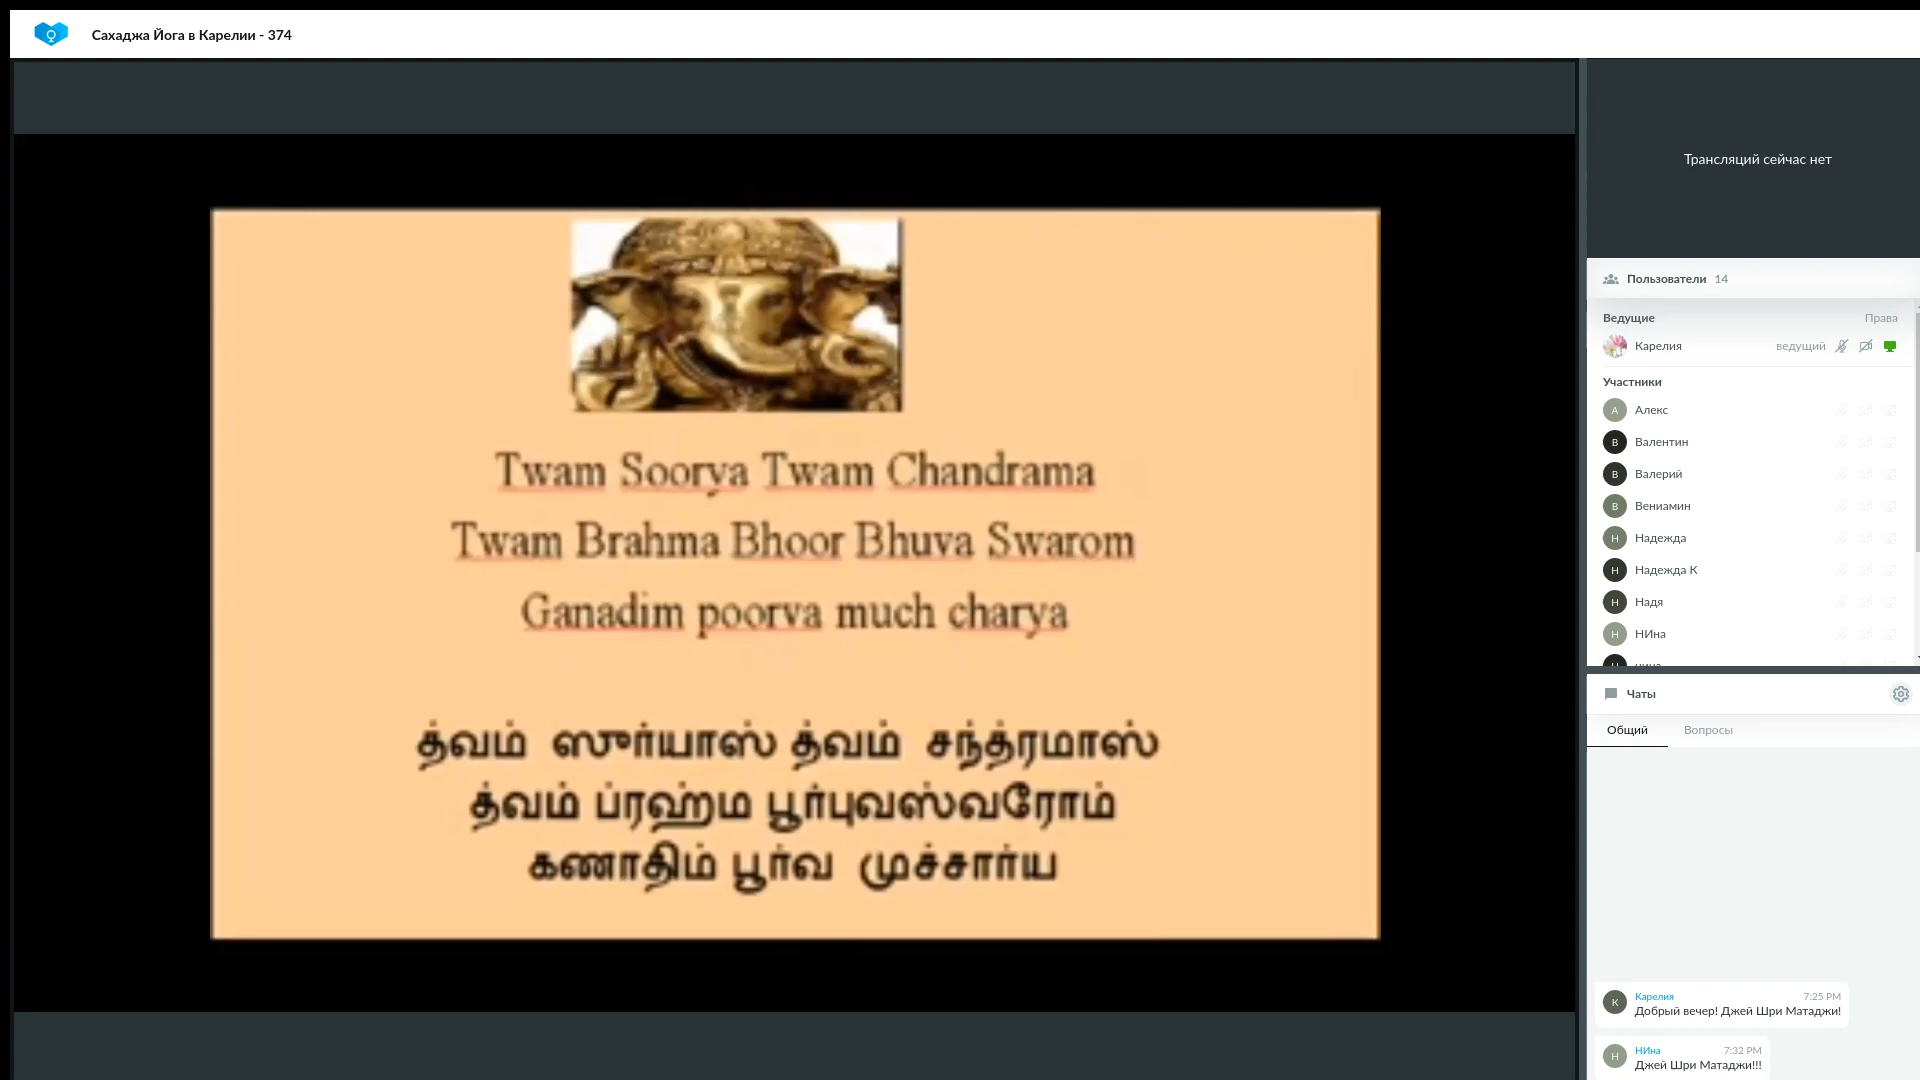 Сахаджа Йога в Карелии - 374
Twam Soorya Twam Chandrama
Twam Brahma Bhoor Bhuva Swarom
Ganadim poorva much charya
த்வம் ஸுர்யாஸ் த்வம் சந்த்ரமாஸ்
த்வம் ப்ரஹ்ம பூர்புவஸ்வரோம்
கணாதிம் பூர்வ முச்சார்ய
Трансляций сейчас нет
Пользователи 14
Ведущие Права
Карелия ведущий
Участники
А Алекс
В Валентин
В Валерий
В Вениамин
Н Надежда
Н Надежда К
Н Надя
Н НИна
Чаты
Общий Вопросы
К Карелия 7:25 PM
Добрый вечер! Джей Шри Матаджи!
Н НИна 7:32 PM
Джей Шри Матаджи!!!